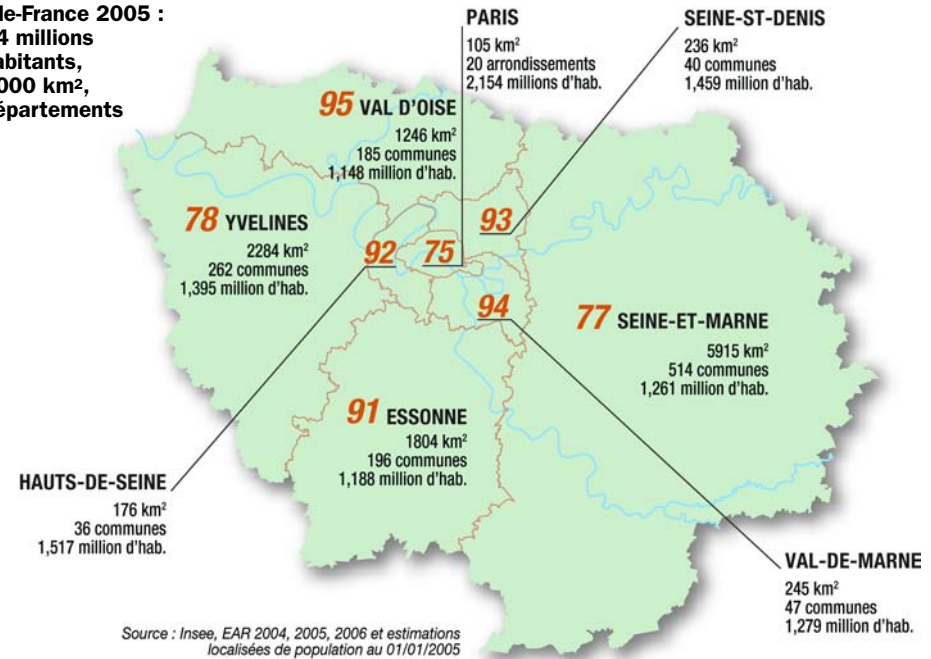 de-France 2005 :
4 millions
abitants,
000 km²,
épartements
PARIS
105 km²
20 arrondissements
2,154 millions d'hab.
SEINE-ST-DENIS
236 km²
40 communes
1,459 million d'hab.
95 VAL D'OISE
1246 km²
185 communes
1,148 million d'hab.
78 YVELINES
2284 km²
262 communes
1,395 million d'hab.
92
75
93
94
77 SEINE-ET-MARNE
5915 km²
514 communes
1,261 million d'hab.
91 ESSONNE
1804 km²
196 communes
1,188 million d'hab.
HAUTS-DE-SEINE
176 km²
36 communes
1,517 million d'hab.
VAL-DE-MARNE
245 km²
47 communes
1,279 million d'hab.
Source : Insee, EAR 2004, 2005, 2006 et estimations
localisées de population au 01/01/2005